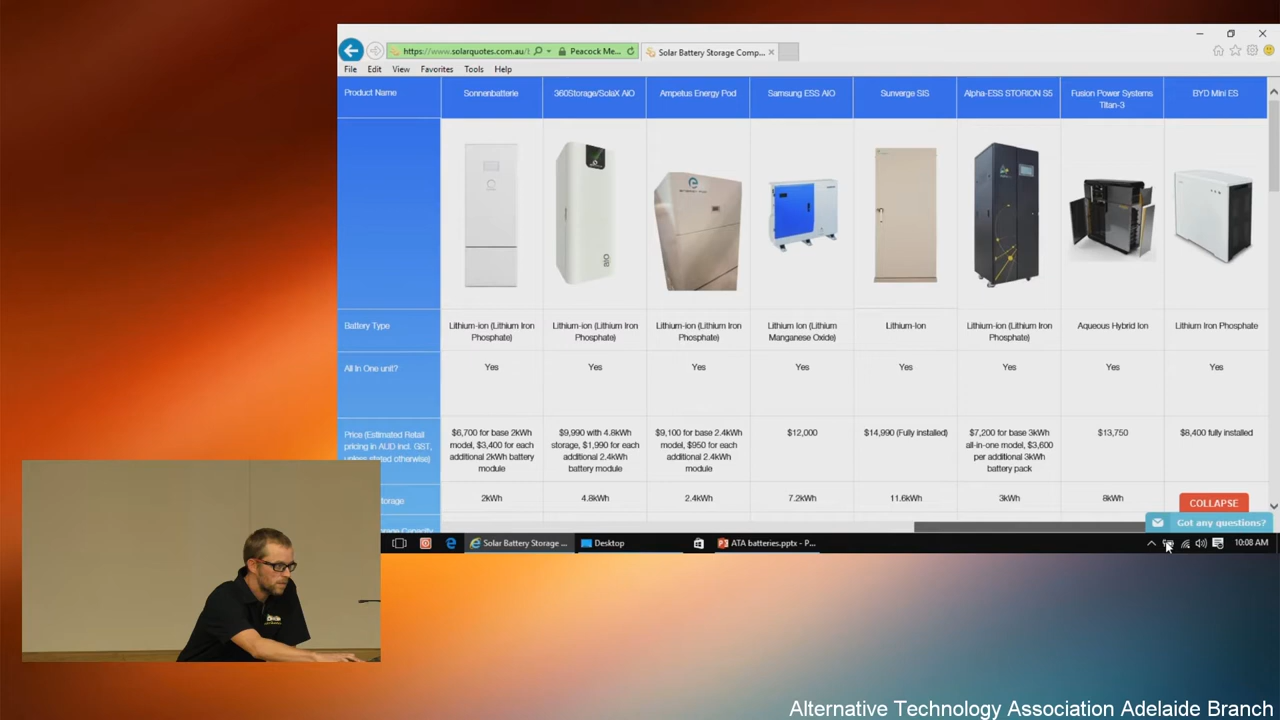 https://www.solarquotes.com.au/
Peacock Me...
Solar Battery Storage Comp...
File Edit View Favorites Tools Help
Product Name
Sonnenbatterie
360Storage/SolaX AIO
Ampetus Energy Pod
Samsung ESS AIO
Sunverge SIS
Alpha-ESS STORION S5
Fusion Power Systems
Titan-3
BYD Mini ES
Battery Type
Lithium-ion (Lithium Iron
Phosphate)
Lithium-ion (Lithium Iron
Phosphate)
Lithium-ion (Lithium Iron
Phosphate)
Lithium Ion (Lithium
Manganese Oxide)
Lithium-Ion
Lithium-ion (Lithium Iron
Phosphate)
Aqueous Hybrid Ion
Lithium Iron Phosphate
All In One unit?
Yes
Yes
Yes
Yes
Yes
Yes
Yes
Yes
Price (Estimated Retail
pricing in AUD incl. GST,
unless stated otherwise)
$6,700 for base 2kWh
model, $3,400 for each
additional 2kWh battery
module
$9,990 with 4.8kWh
storage, $1,990 for each
additional 2.4kWh
battery module
$9,100 for base 2.4kWh
model, $950 for each
additional 2.4kWh
module
$12,000
$14,990 (Fully installed)
$7,200 for base 3kWh
all-in-one model, $3,600
per additional 3kWh
battery pack
$13,750
$8,400 fully installed
2kWh
4.8kWh
2.4kWh
7.2kWh
11.6kWh
3kWh
8kWh
COLLAPSE
Got any questions?
Solar Battery Storage ...
Desktop
ATA batteries.pptx - P...
10:08 AM
Alternative Technology Association Adelaide Branch